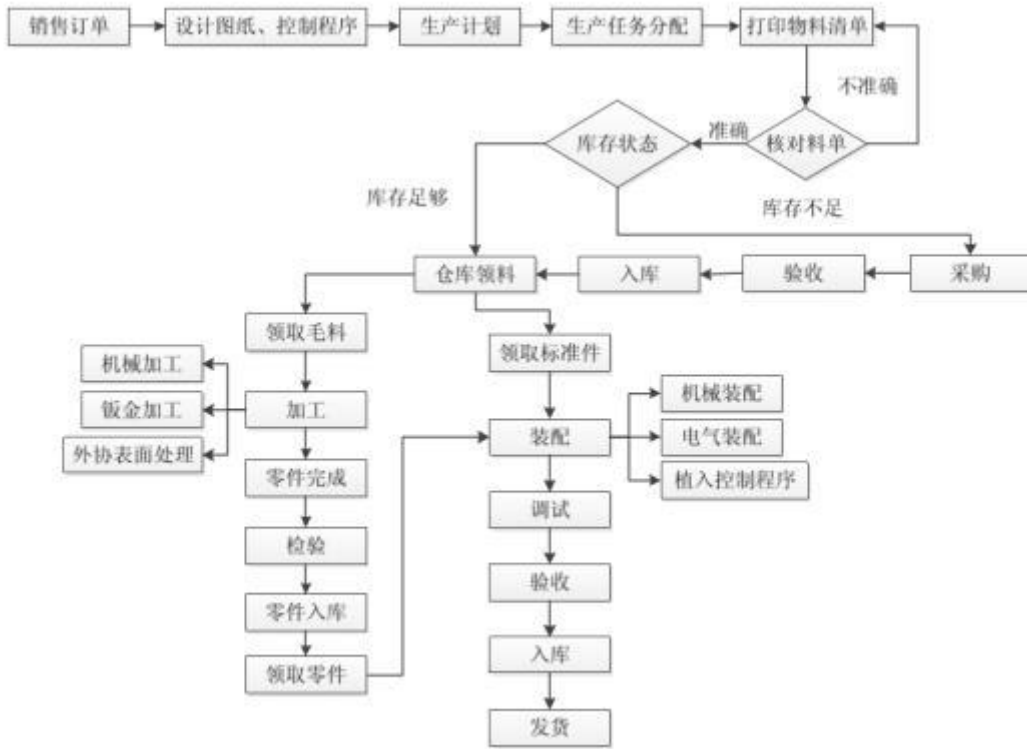 销售订单
设计图纸、控制程序
生产计划
生产任务分配
打印物料清单
不准确
准确
库存状态
核对料单
库存足够
库存不足
仓库领料
入库
验收
采购
领取毛料
领取标准件
机械加工
钣金加工
外协表面处理
加工
装配
机械装配
电气装配
植入控制程序
零件完成
调试
检验
验收
零件入库
入库
领取零件
发货